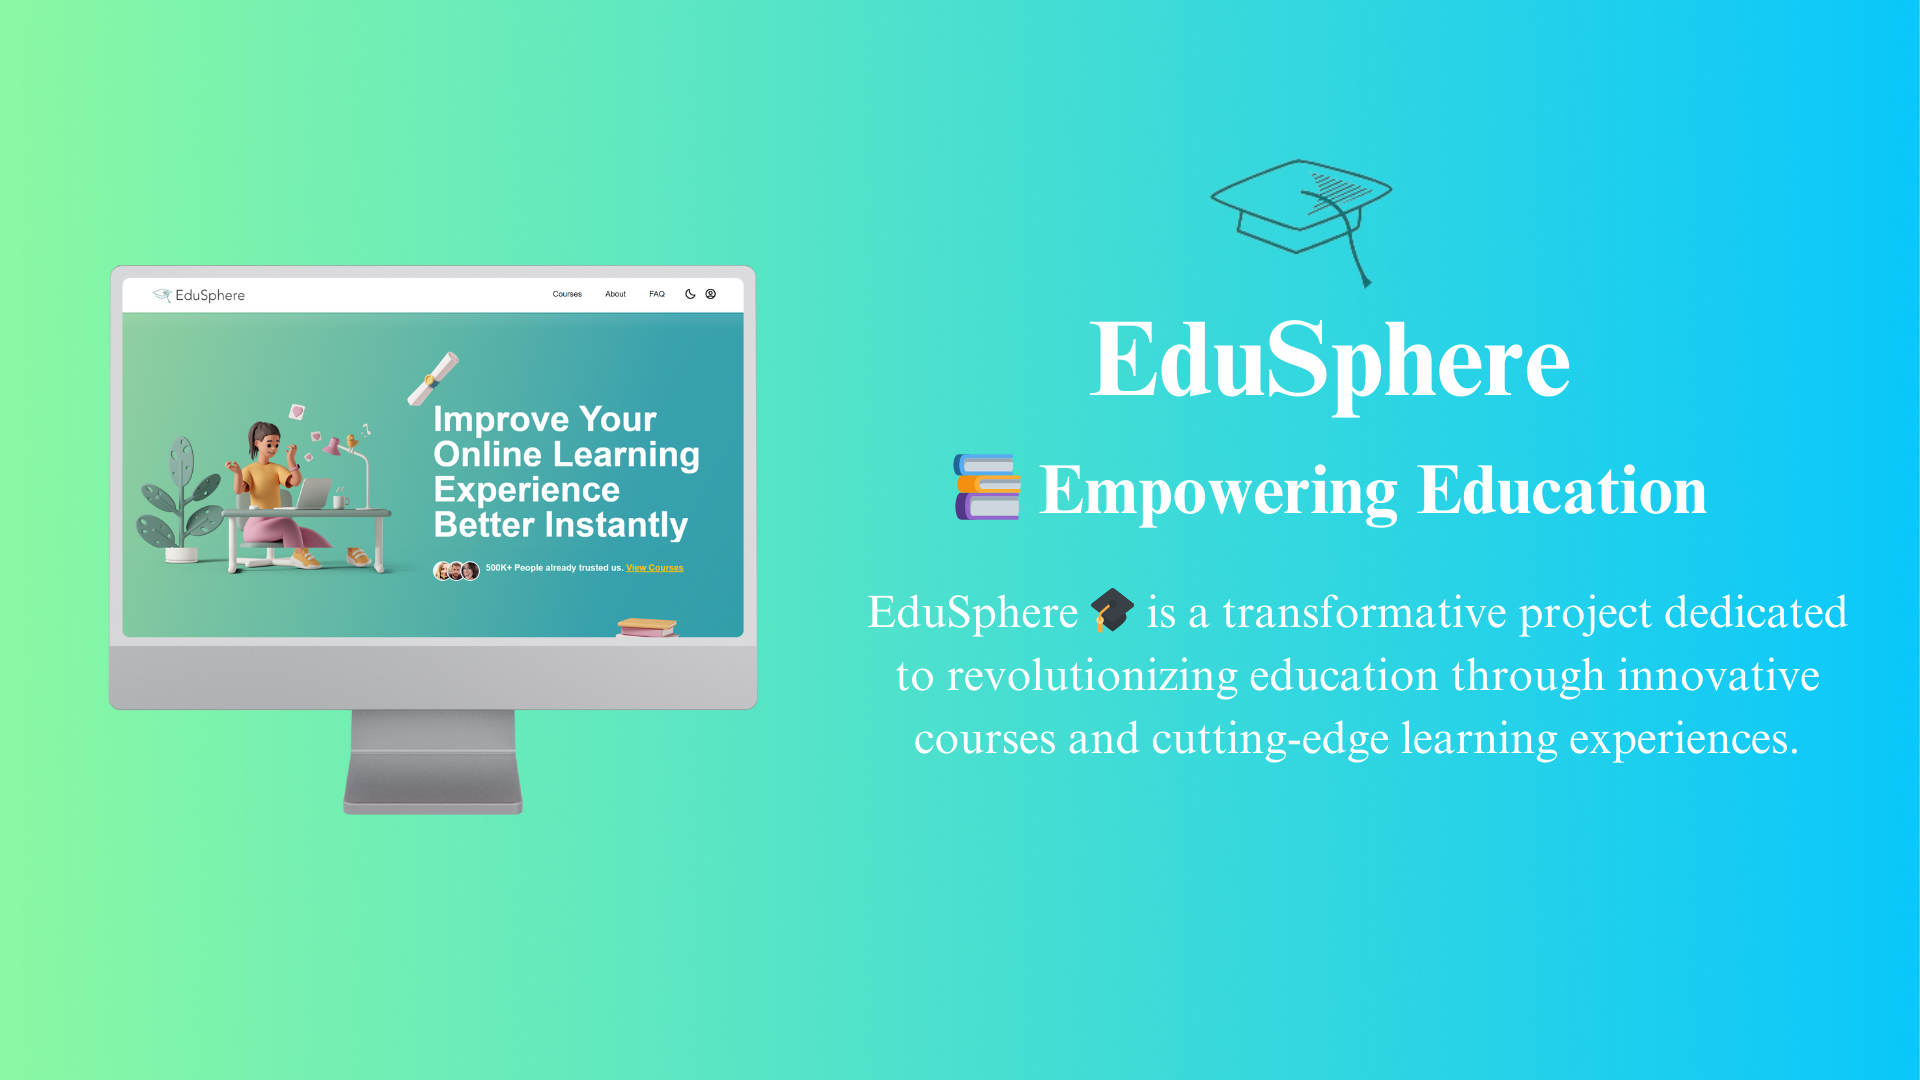 EduSphere
Courses
About
FAQ
Improve Your
Online Learning
Experience
Better Instantly
500K+ People already trusted us. View Courses
EduSphere
📚 Empowering Education
EduSphere 🎓 is a transformative project dedicated
to revolutionizing education through innovative
courses and cutting-edge learning experiences.